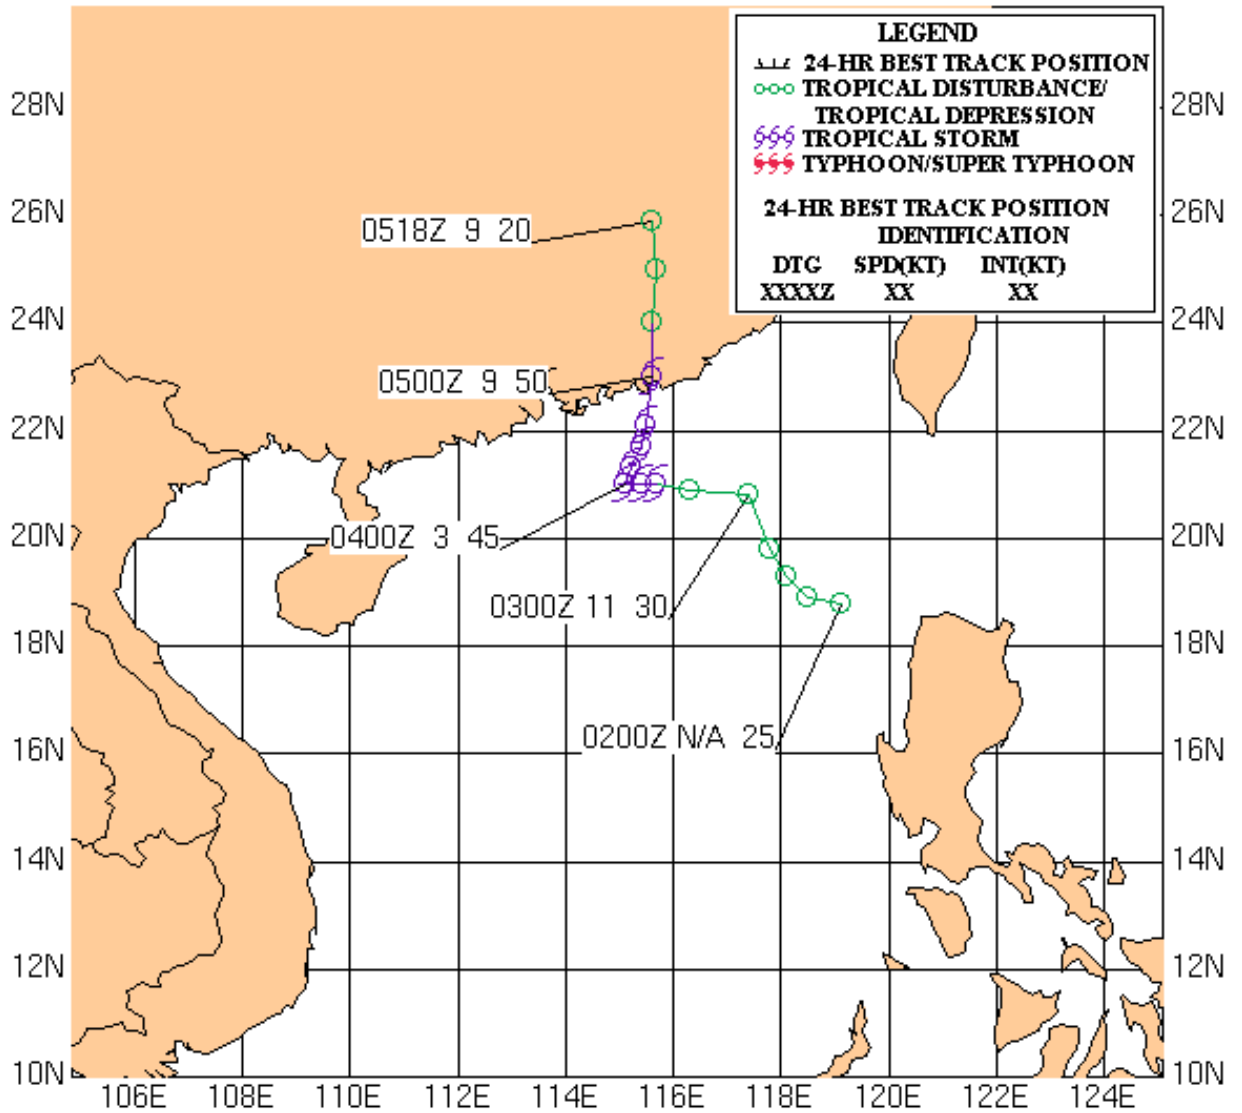 LEGEND
24-HR BEST TRACK POSITION
TROPICAL DISTURBANCE/
TROPICAL DEPRESSION
TROPICAL STORM
TYPHOON/SUPER TYPHOON
24-HR BEST TRACK POSITION
IDENTIFICATION
DTG SPD(KT) INT(KT)
XXXXZ XX XX
28N 28N
26N 26N
0518Z 9 20
24N 24N
0500Z 9 50
22N 22N
0400Z 3 45
20N 20N
0300Z 11 30
18N 18N
0200Z N/A 25
16N 16N
14N 14N
12N 12N
10N 10N
106E 108E 110E 112E 114E 116E 118E 120E 122E 124E